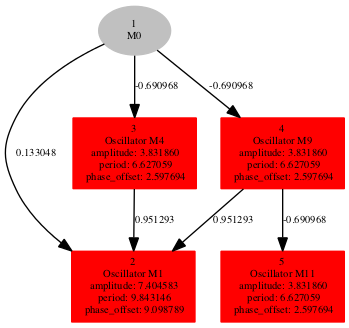 1
M0
-0.690968
-0.690968
0.133048
3
Oscillator M4
amplitude: 3.831860
period: 6.627059
phase_offset: 2.597694
4
Oscillator M9
amplitude: 3.831860
period: 6.627059
phase_offset: 2.597694
0.951293
0.951293
-0.690968
2
Oscillator M1
amplitude: 7.404583
period: 9.843146
phase_offset: 9.098789
5
Oscillator M11
amplitude: 3.831860
period: 6.627059
phase_offset: 2.597694